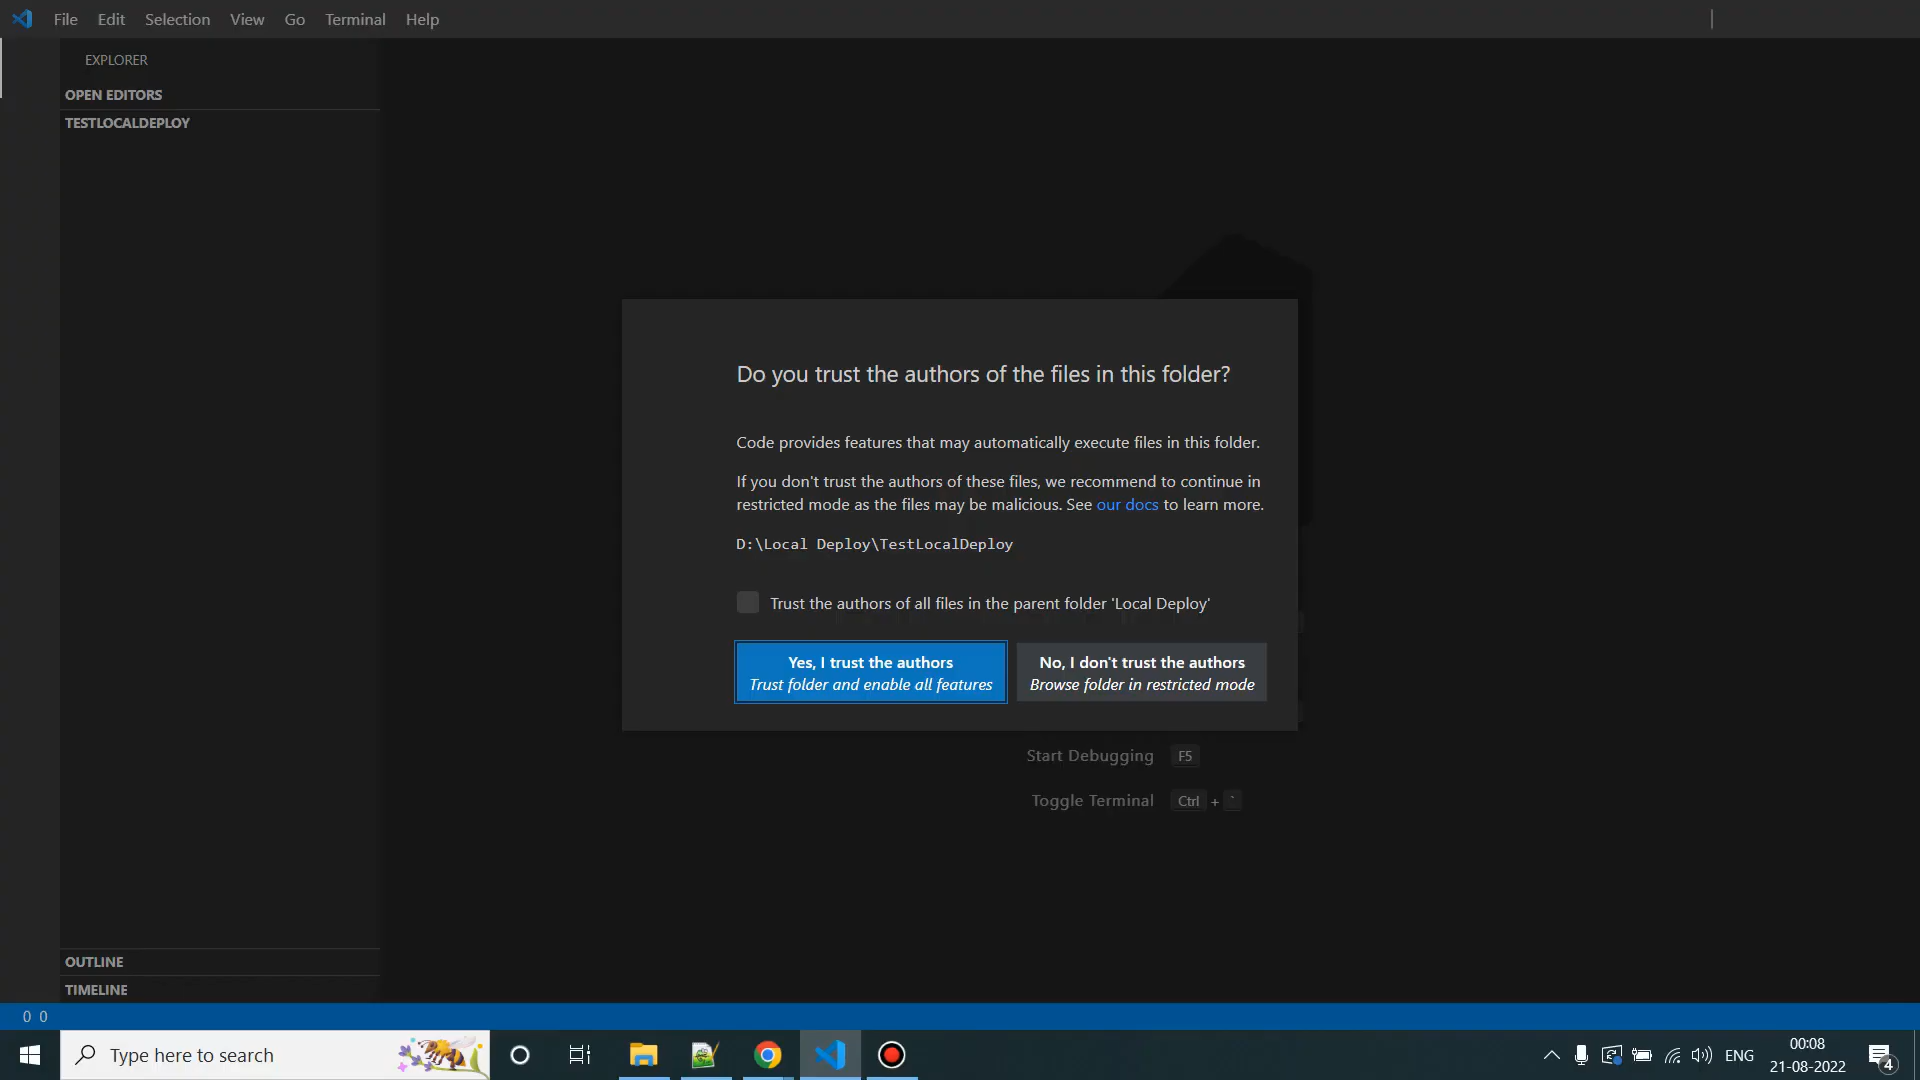 File Edit Selection View Go Terminal Help
EXPLORER
OPEN EDITORS
TESTLOCALDEPLOY
Do you trust the authors of the files in this folder?
Code provides features that may automatically execute files in this folder.
If you don't trust the authors of these files, we recommend to continue in
restricted mode as the files may be malicious. See our docs to learn more.
D:\Local Deploy\TestLocalDeploy
Trust the authors of all files in the parent folder 'Local Deploy'
Yes, I trust the authors
Trust folder and enable all features
No, I don't trust the authors
Browse folder in restricted mode
Start Debugging F5
Toggle Terminal Ctrl + `
OUTLINE
TIMELINE
0 0
Type here to search
ENG
00:08
21-08-2022
4